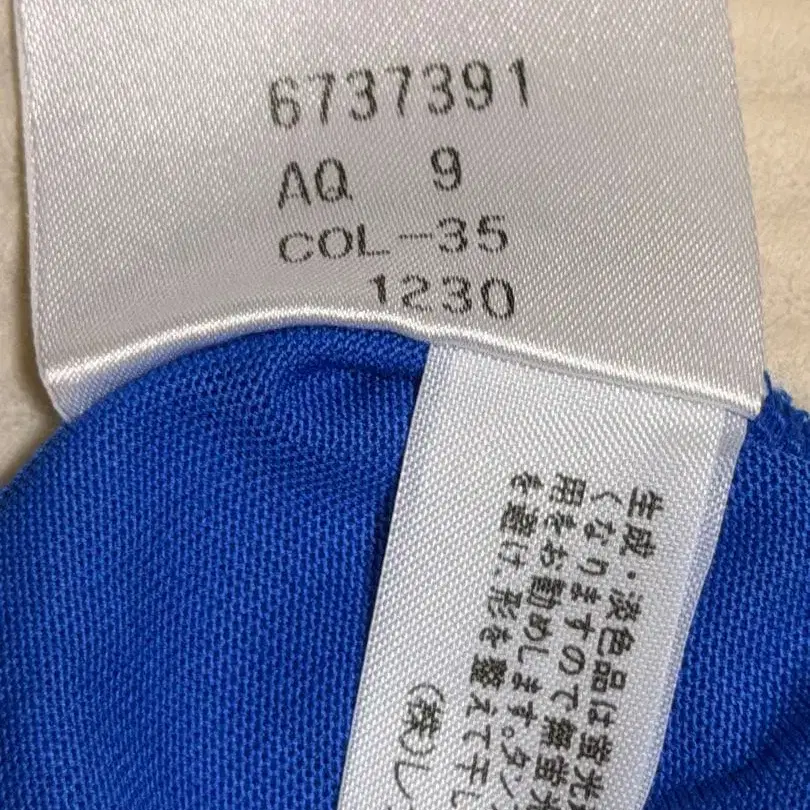 6737391
AQ 9
COL-35
1230
生成・淡色品は蛍光
くなりますので無蛍光
用をお勧めします。タン
を避け、形を整えて干し
(株)レ